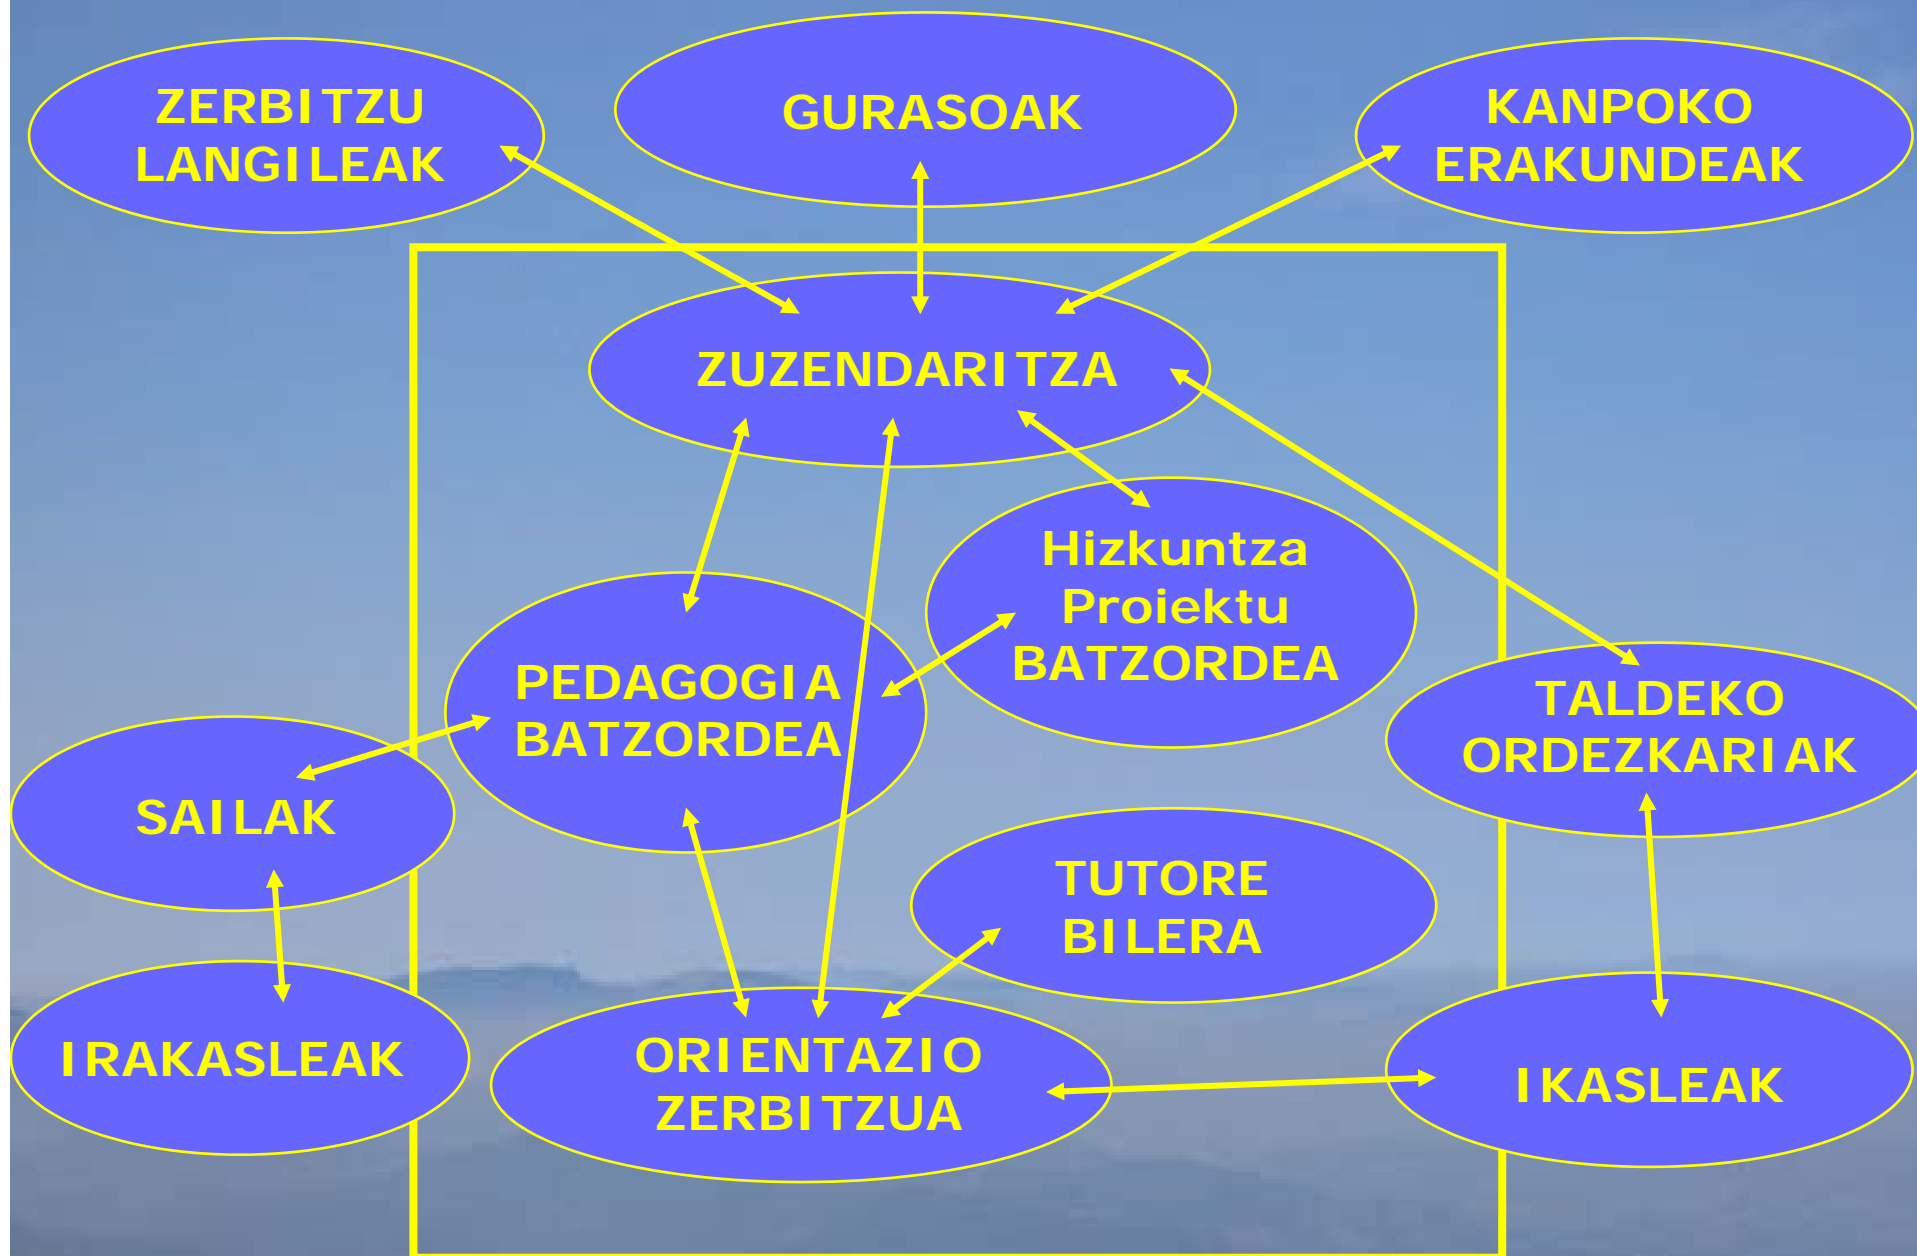 ZERBITZU
LANGILEAK
GURASOAK
KANPOKO
ERAKUNDEAK
ZUZENDARITZA
Hizkuntza
Proiektu
BATZORDEA
PEDAGOGIA
BATZORDEA
TALDEKO
ORDEZKARIAK
SAILAK
TUTORE
BILERA
IRAKASLEAK
ORIENTAZIO
ZERBITZUA
IKASLEAK